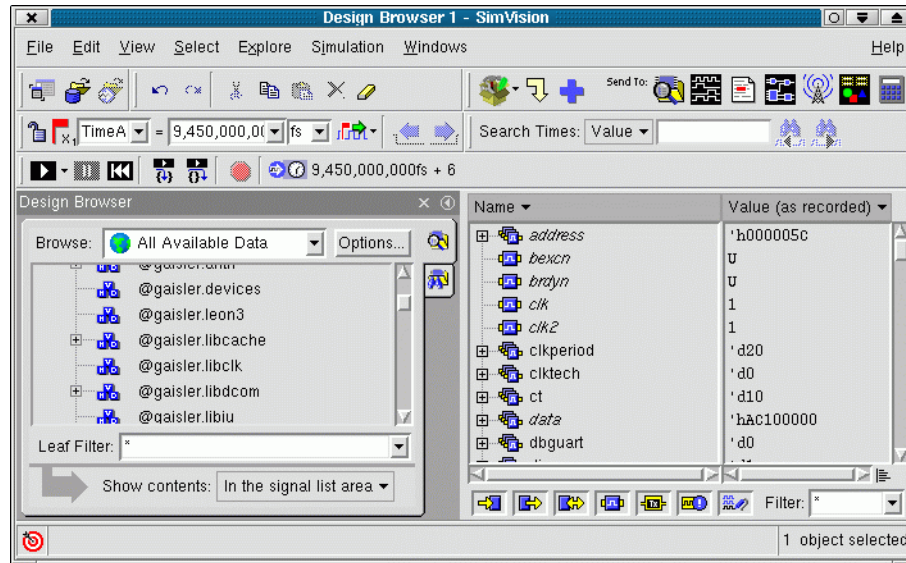 Design Browser 1 - SimVision
File Edit View Select Explore Simulation Windows Help
Send To:
TimeA = 9,450,000,0( fs Search Times: Value
9,450,000,000fs + 6
Design Browser
Browse: All Available Data Options...
@gaisler.devices
@gaisler.leon3
@gaisler.libcache
@gaisler.libclk
@gaisler.libdcom
@gaisler.libiu
Leaf Filter: *
Show contents: In the signal list area
Name Value (as recorded)
address 'h000005C
bexcn U
brdyn U
clk 1
clk2 1
clkperiod 'd20
clktech 'd0
ct 'd10
data 'hAC100000
dbguart 'd0
Filter: *
1 object selected